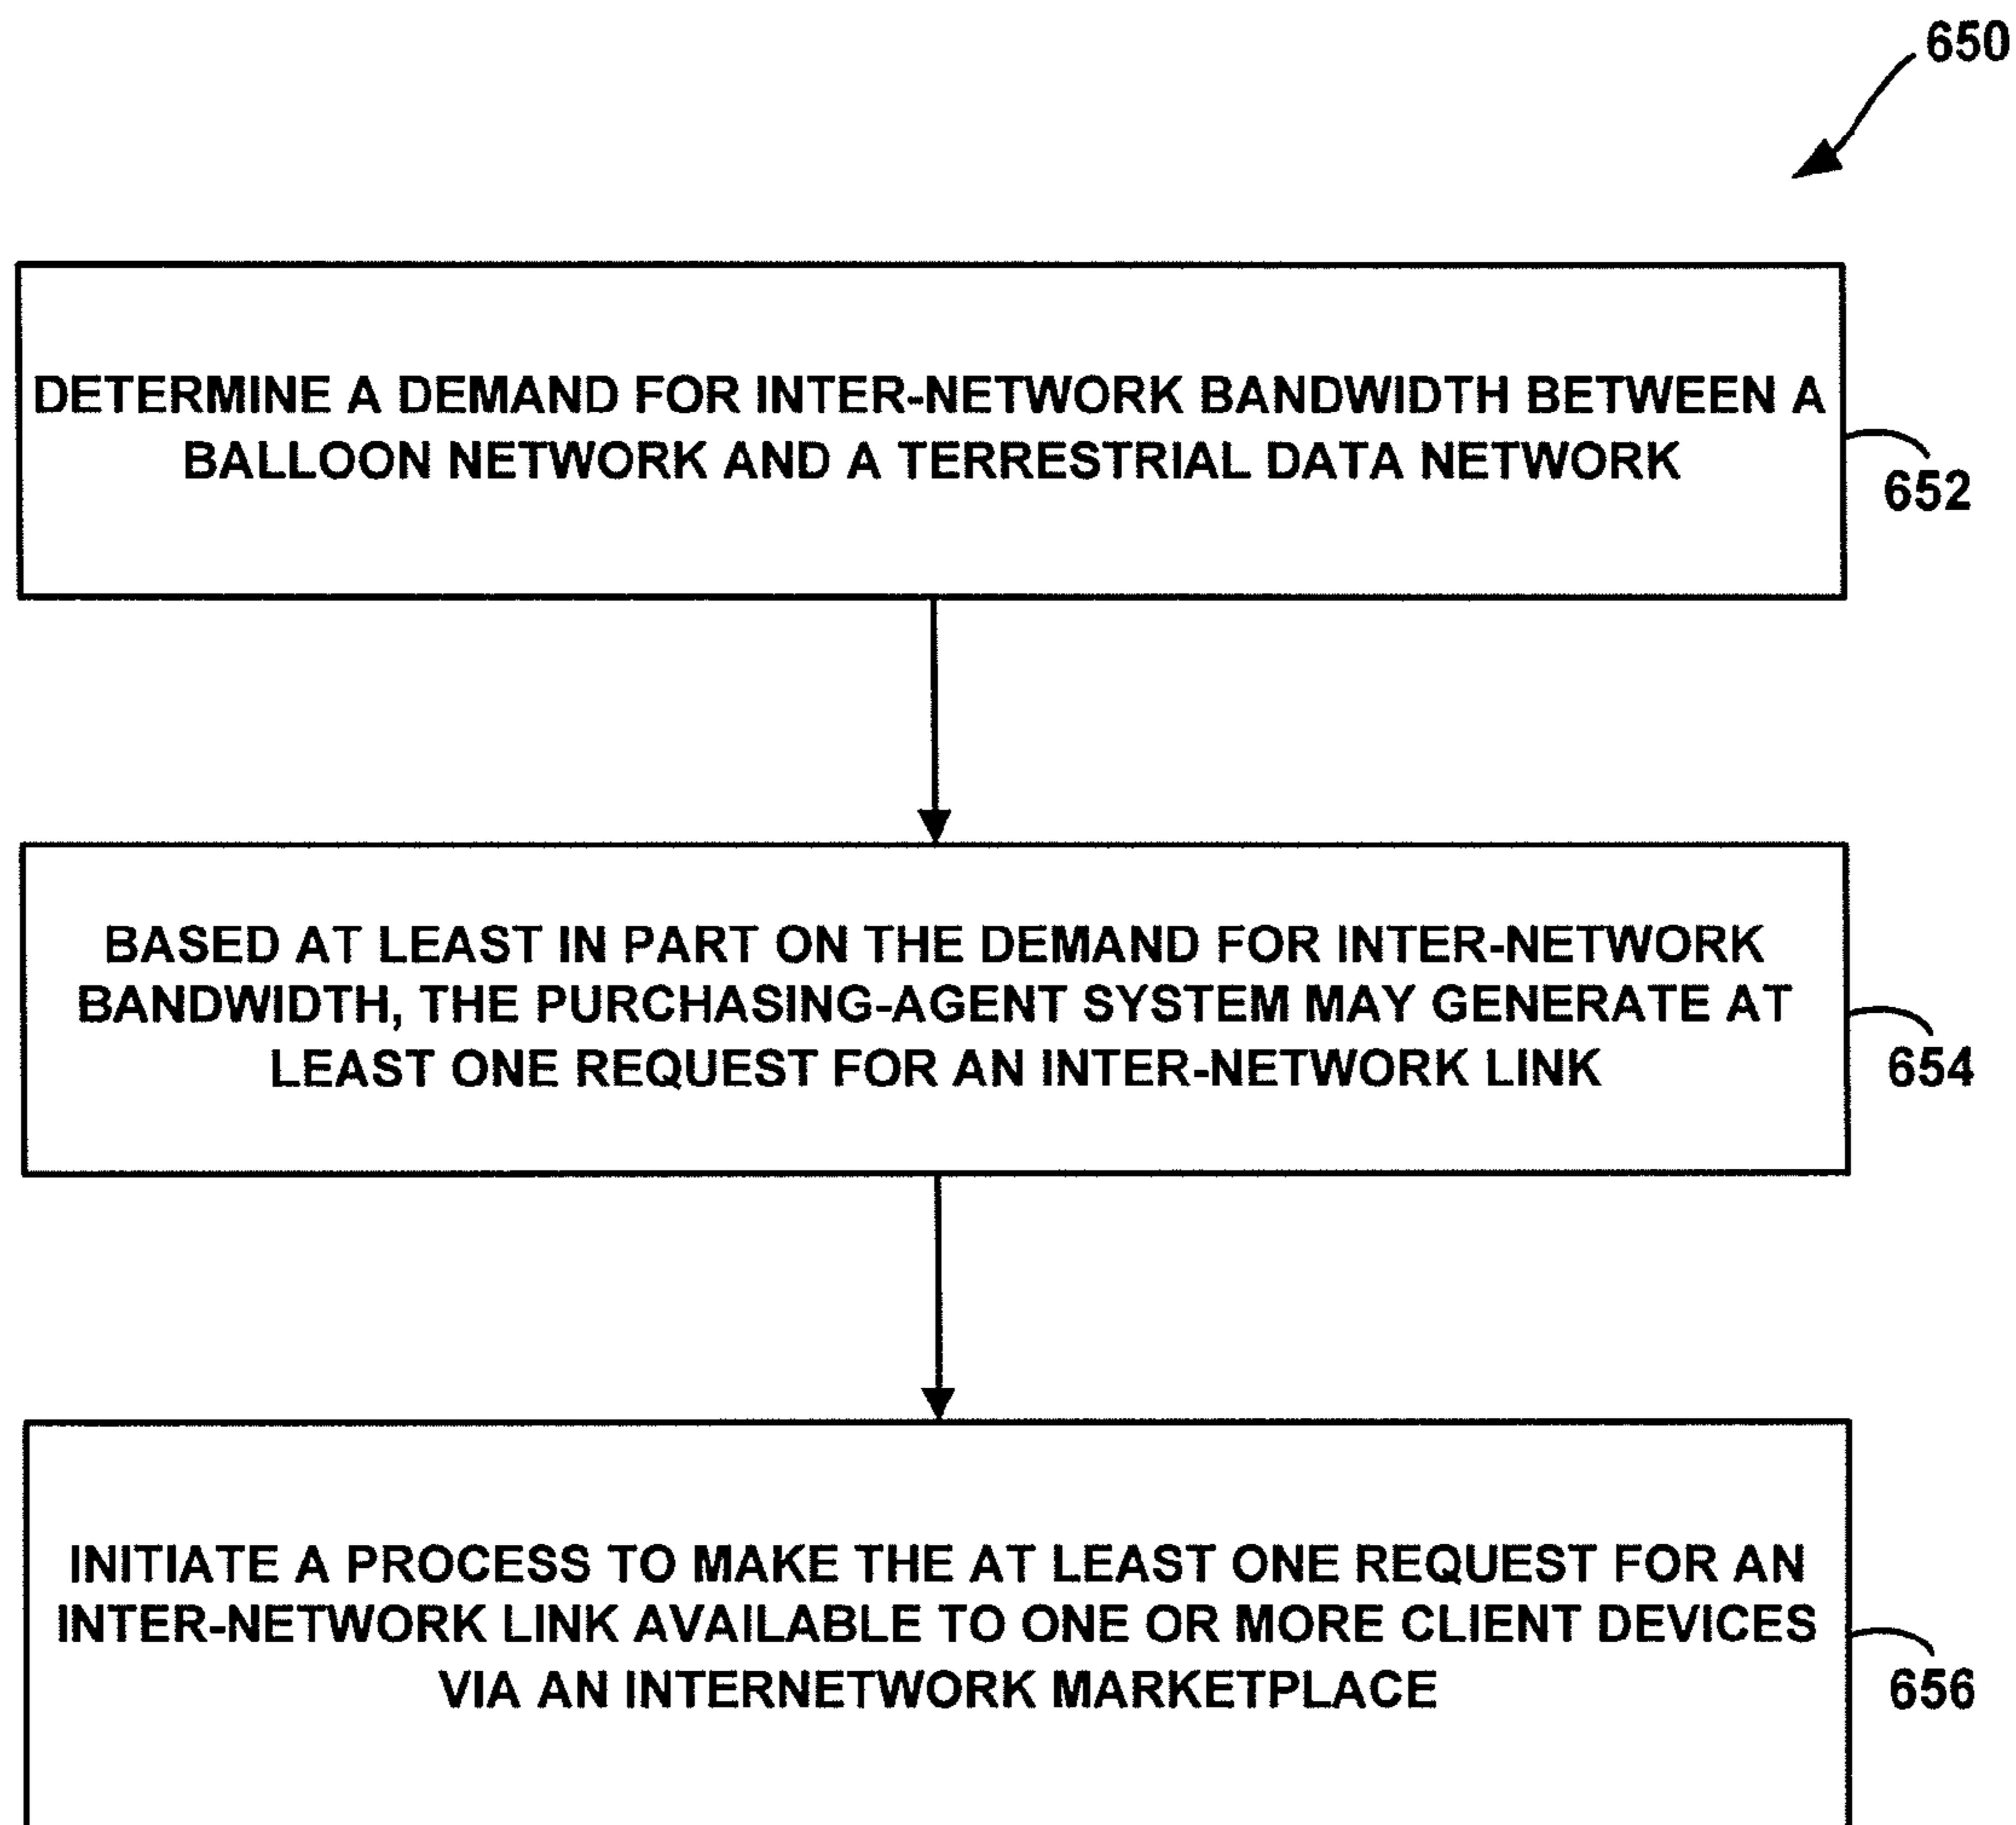 650
DETERMINE A DEMAND FOR INTER-NETWORK BANDWIDTH BETWEEN A
BALLOON NETWORK AND A TERRESTRIAL DATA NETWORK
652
BASED AT LEAST IN PART ON THE DEMAND FOR INTER-NETWORK
BANDWIDTH, THE PURCHASING-AGENT SYSTEM MAY GENERATE AT
LEAST ONE REQUEST FOR AN INTER-NETWORK LINK
654
INITIATE A PROCESS TO MAKE THE AT LEAST ONE REQUEST FOR AN
INTER-NETWORK LINK AVAILABLE TO ONE OR MORE CLIENT DEVICES
VIA AN INTERNETWORK MARKETPLACE
656